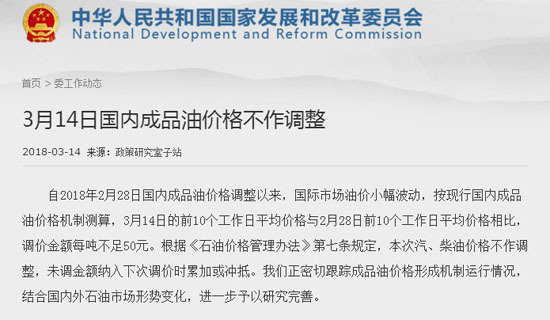 中华人民共和国国家发展和改革委员会
National Development and Reform Commission
首页 > 委工作动态
3月14日国内成品油价格不作调整
2018-03-14 来源：政策研究室子站
自2018年2月28日国内成品油价格调整以来，国际市场油价小幅波动，按现行国内成品
油价格机制测算，3月14日的前10个工作日平均价格与2月28日前10个工作日平均价格相比，
调价金额每吨不足50元。根据《石油价格管理办法》第七条规定，本次汽、柴油价格不作调
整，未调金额纳入下次调价时累加或冲抵。我们正密切跟踪成品油价格形成机制运行情况，
结合国内外石油市场形势变化，进一步予以研究完善。